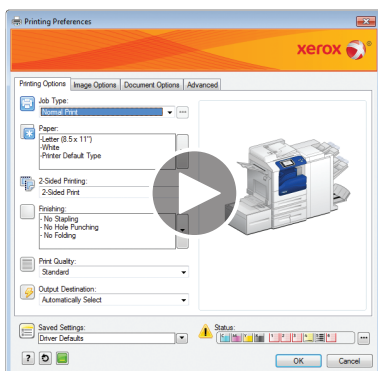 Printing Preferences
xerox
Printing Options Image Options Document Options Advanced
Job Type:
Normal Print
Paper:
-Letter (8.5 x 11")
-White
-Printer Default Type
2-Sided Printing:
2-Sided Print
Finishing:
- No Stapling
- No Hole Punching
- No Folding
Print Quality:
Standard
Output Destination:
Automatically Select
Saved Settings:
Driver Defaults
Status:
? OK Cancel